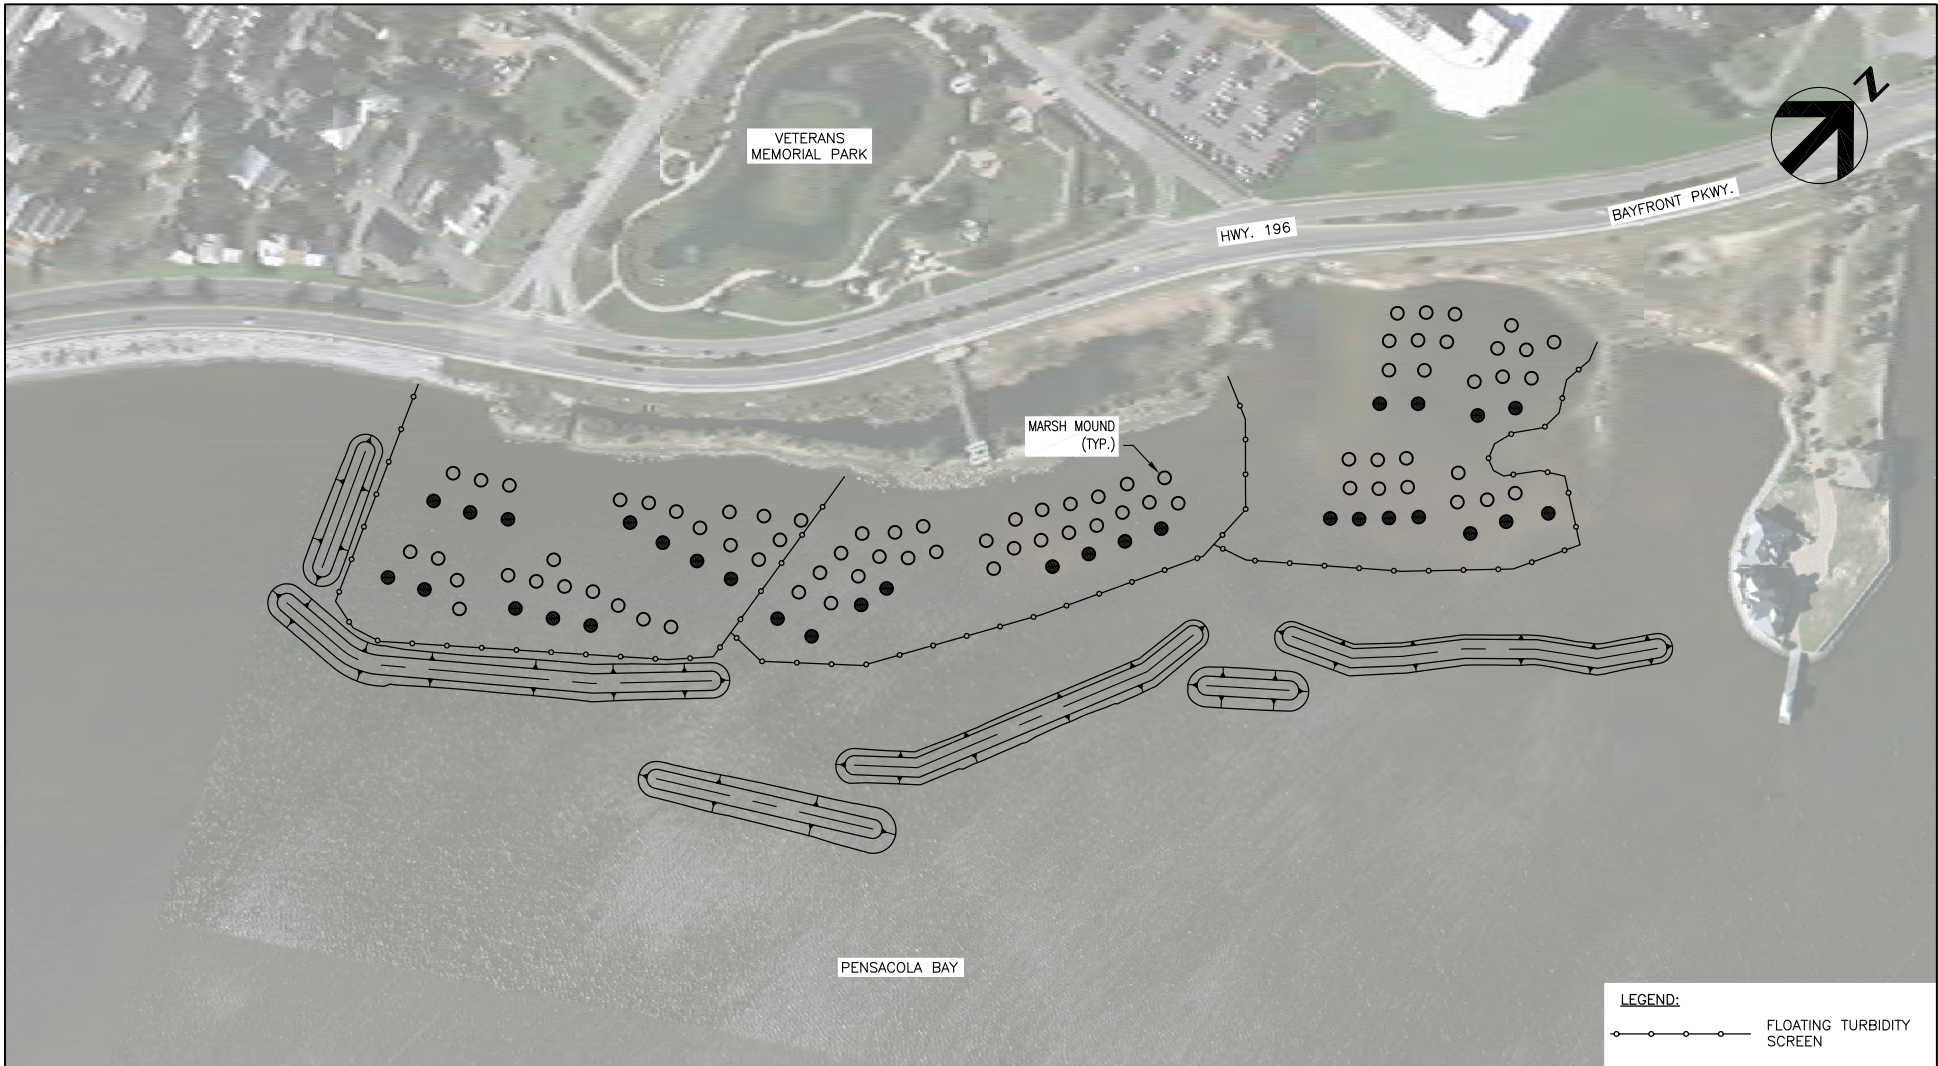 VETERANS
MEMORIAL PARK
N
BAYFRONT PKWY.
HWY. 196
MARSH MOUND
(TYP.)
PENSACOLA BAY
LEGEND:
FLOATING TURBIDITY
SCREEN